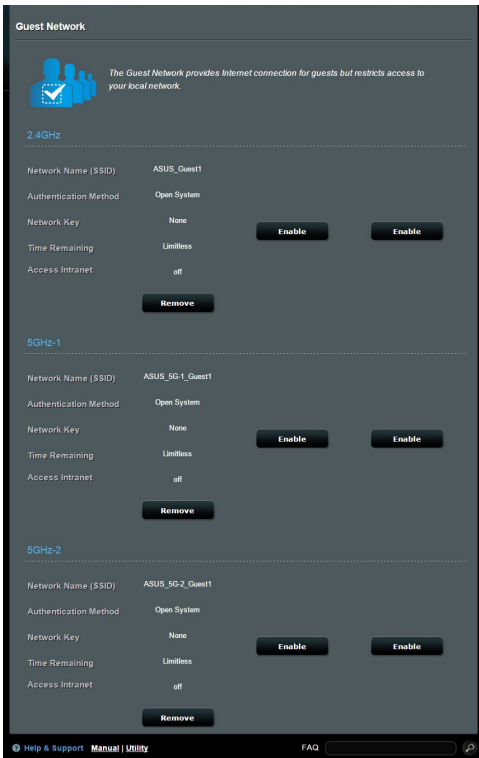 Guest Network
The Guest Network provides Internet connection for guests but restricts access to
your local network.
2.4GHz
Network Name (SSID) ASUS_Guest1
Authentication Method Open System
Network Key None
Enable Enable
Time Remaining Limitless
Access Intranet off
Remove
5GHz-1
Network Name (SSID) ASUS_5G-1_Guest1
Authentication Method Open System
Network Key None
Enable Enable
Time Remaining Limitless
Access Intranet off
Remove
5GHz-2
Network Name (SSID) ASUS_5G-2_Guest1
Authentication Method Open System
Network Key None
Enable Enable
Time Remaining Limitless
Access Intranet off
Remove
? Help & Support Manual | Utility FAQ